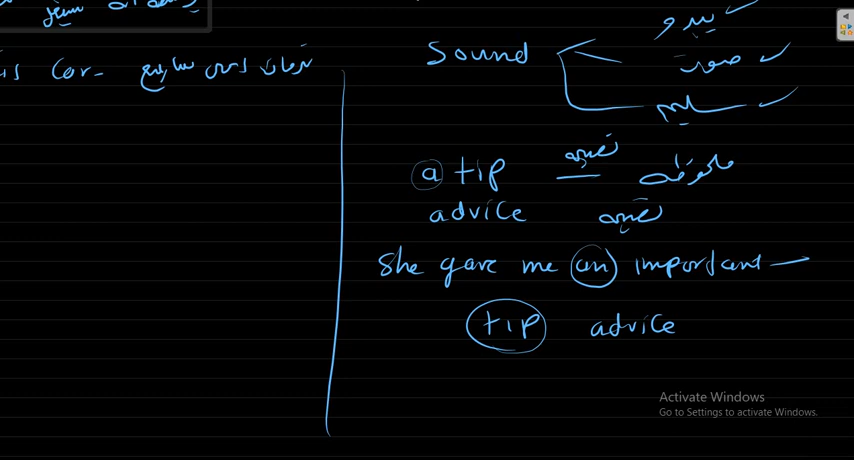 Sound
يبدو
صوت
سليم
a tip نصيحة ملحوظة
advice نصيحة
She gave me an important —
tip advice
car-
Activate Windows
Go to Settings to activate Windows.